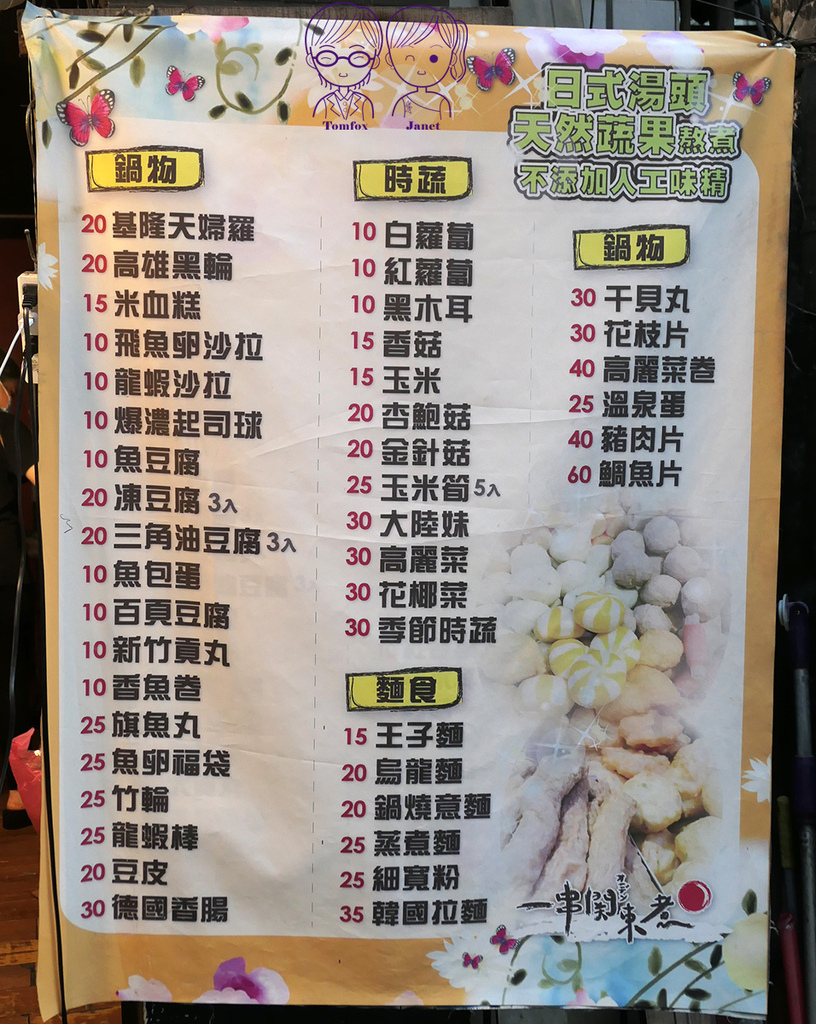 Tomfox Janet
日式湯頭
天然蔬果熬煮
不添加人工味精
鍋物
20 基隆天婦羅
20 高雄黑輪
15 米血糕
10 飛魚卵沙拉
10 龍蝦沙拉
10 爆濃起司球
10 魚豆腐
20 凍豆腐 3入
20 三角油豆腐 3入
10 魚包蛋
10 百頁豆腐
10 新竹貢丸
10 香魚卷
25 旗魚丸
25 魚卵福袋
25 竹輪
25 龍蝦棒
20 豆皮
30 德國香腸
時蔬
10 白蘿蔔
10 紅蘿蔔
10 黑木耳
15 香菇
15 玉米
20 杏鮑菇
20 金針菇
25 玉米筍 5入
30 大陸妹
30 高麗菜
30 花椰菜
30 季節時蔬
麵食
15 王子麵
20 烏龍麵
20 鍋燒意麵
25 蒸煮麵
25 細寬粉
35 韓國拉麵
鍋物
30 干貝丸
30 花枝片
40 高麗菜卷
25 溫泉蛋
40 豬肉片
60 鯛魚片
オニデン
一串関東煮